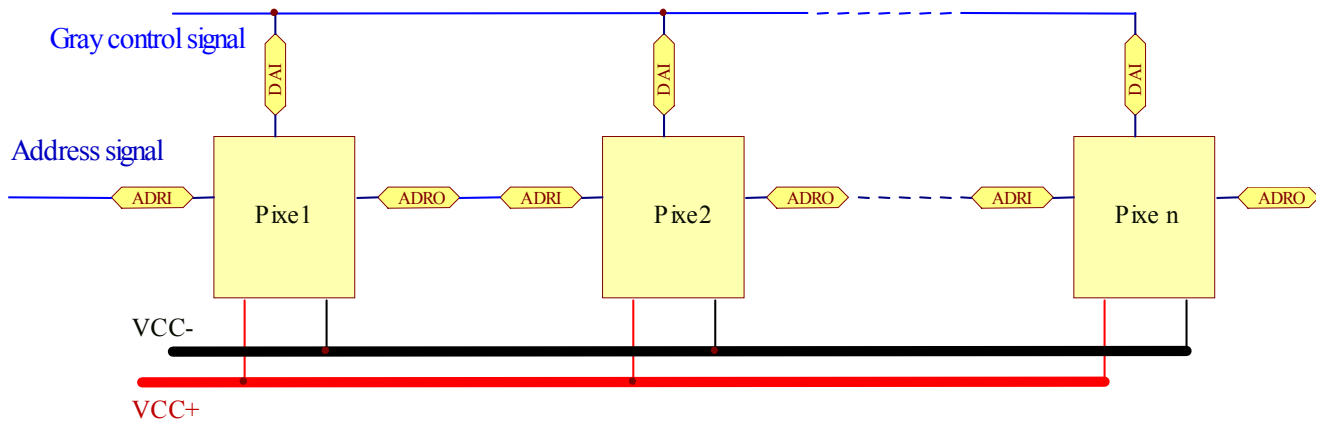 Gray control signal
DAI
DAI
DAI
Address signal
ADRI
Pixe1
ADRO
ADRI
Pixe2
ADRO
ADRI
Pixe n
ADRO
VCC-
VCC+